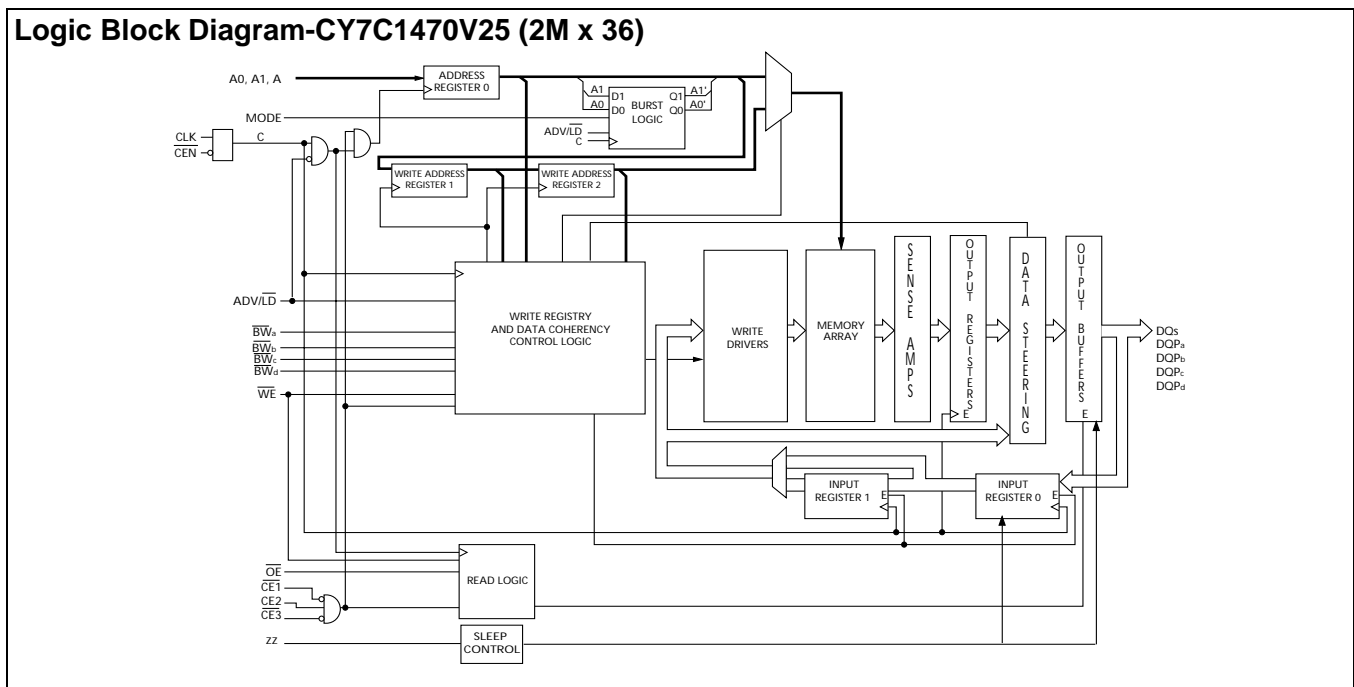 Logic Block Diagram-CY7C1470V25 (2M x 36)
A0, A1, A
ADDRESS
REGISTER 0
A1
A0
D1
D0
BURST
LOGIC
Q1
Q0
A1'
A0'
MODE
ADV/LD
C
CLK
CEN
C
WRITE ADDRESS
REGISTER 1
WRITE ADDRESS
REGISTER 2
ADV/LD
BWa
BWb
BWc
BWd
WE
WRITE REGISTRY
AND DATA COHERENCY
CONTROL LOGIC
WRITE
DRIVERS
MEMORY
ARRAY
SENSE AMPS
OUTPUT REGISTERS
E
DATA STEERING
OUTPUT BUFFERS
E
DQs
DQPa
DQPb
DQPc
DQPd
INPUT
REGISTER 1
E
INPUT
REGISTER 0
E
OE
CE1
CE2
CE3
READ LOGIC
ZZ
SLEEP
CONTROL